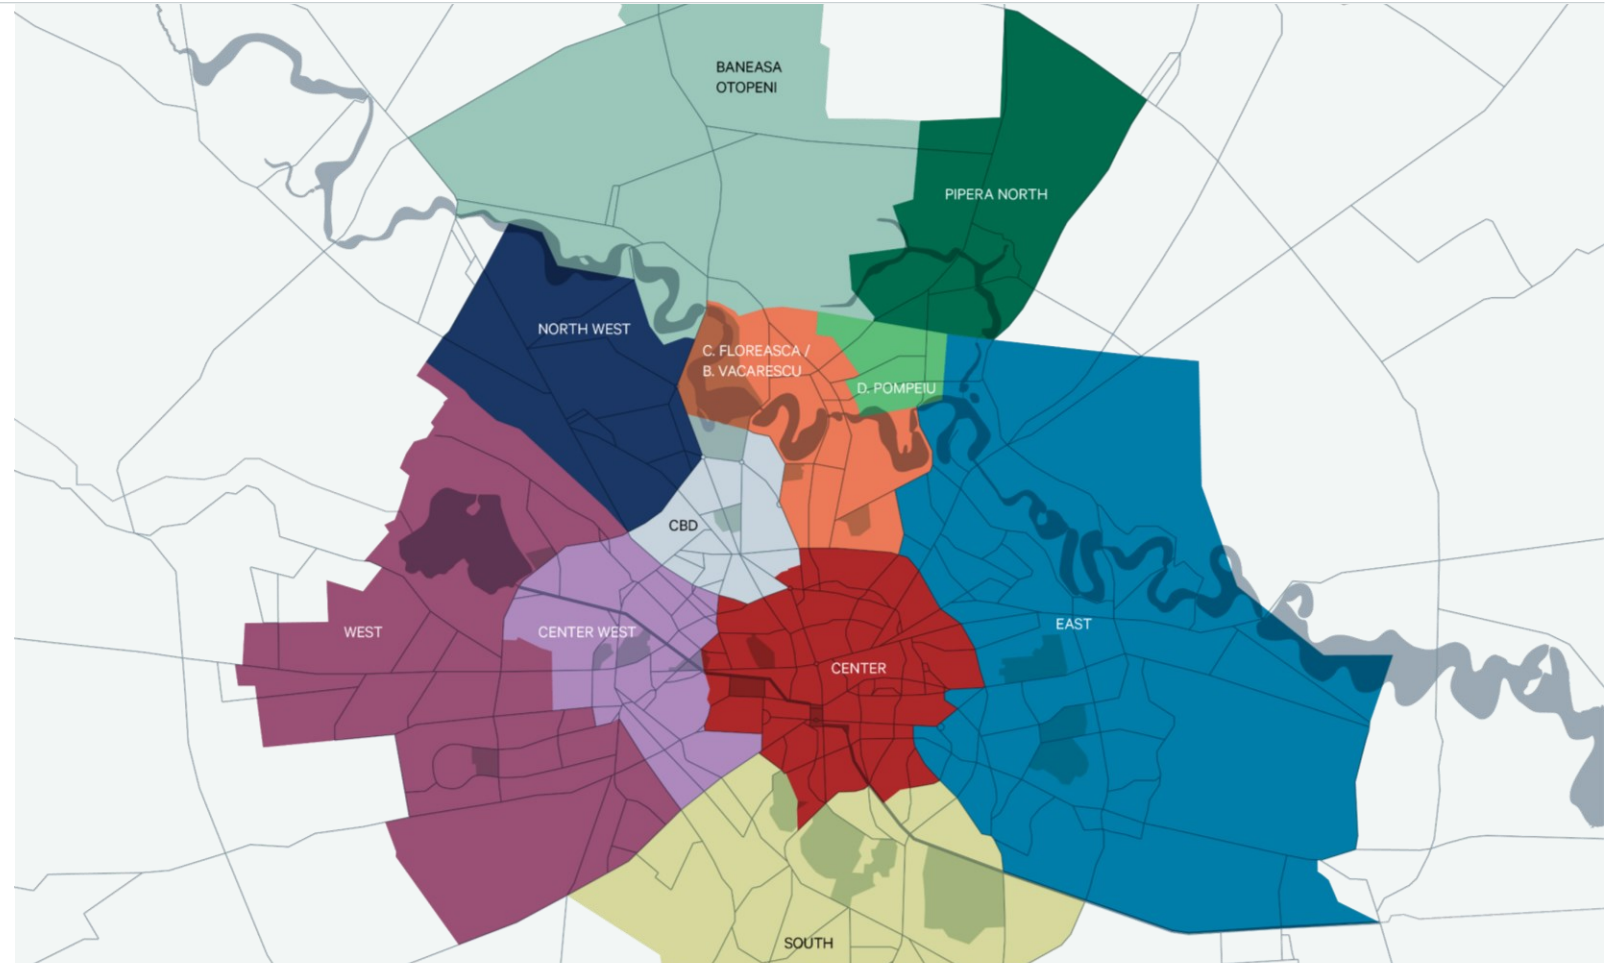 BANEASA
OTOPENI
PIPERA NORTH
NORTH WEST
C. FLOREASCA /
B. VACARESCU
D. POMPEIU
CBD
WEST
CENTER WEST
EAST
CENTER
SOUTH